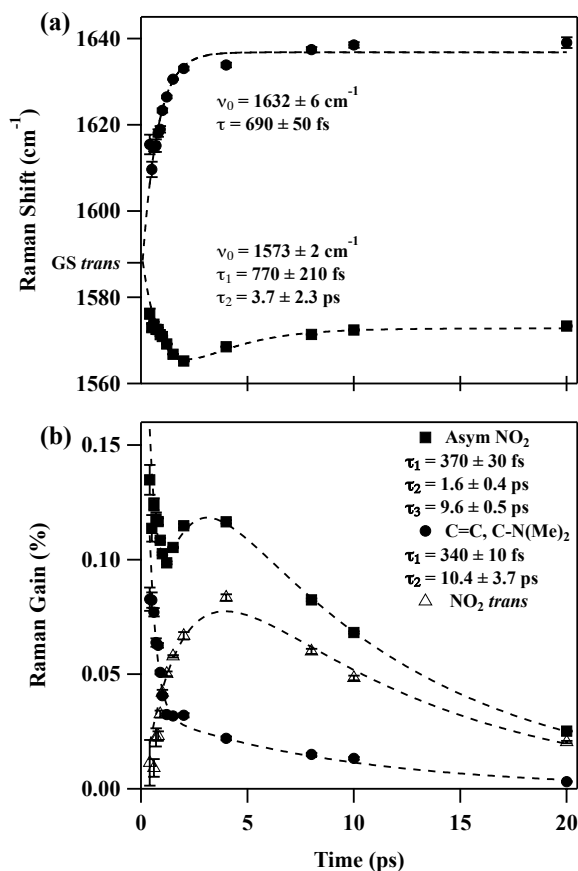 (a)
1640
1620
1600
GS trans
1580
1560
Raman Shift (cm⁻¹)
ν₀ = 1632 ± 6 cm⁻¹
τ = 690 ± 50 fs
ν₀ = 1573 ± 2 cm⁻¹
τ₁ = 770 ± 210 fs
τ₂ = 3.7 ± 2.3 ps
(b)
0.15
0.10
0.05
0.00
Raman Gain (%)
Asym NO₂
τ₁ = 370 ± 30 fs
τ₂ = 1.6 ± 0.4 ps
τ₃ = 9.6 ± 0.5 ps
C=C, C-N(Me)₂
τ₁ = 340 ± 10 fs
τ₂ = 10.4 ± 3.7 ps
NO₂ trans
0 5 10 15 20
Time (ps)